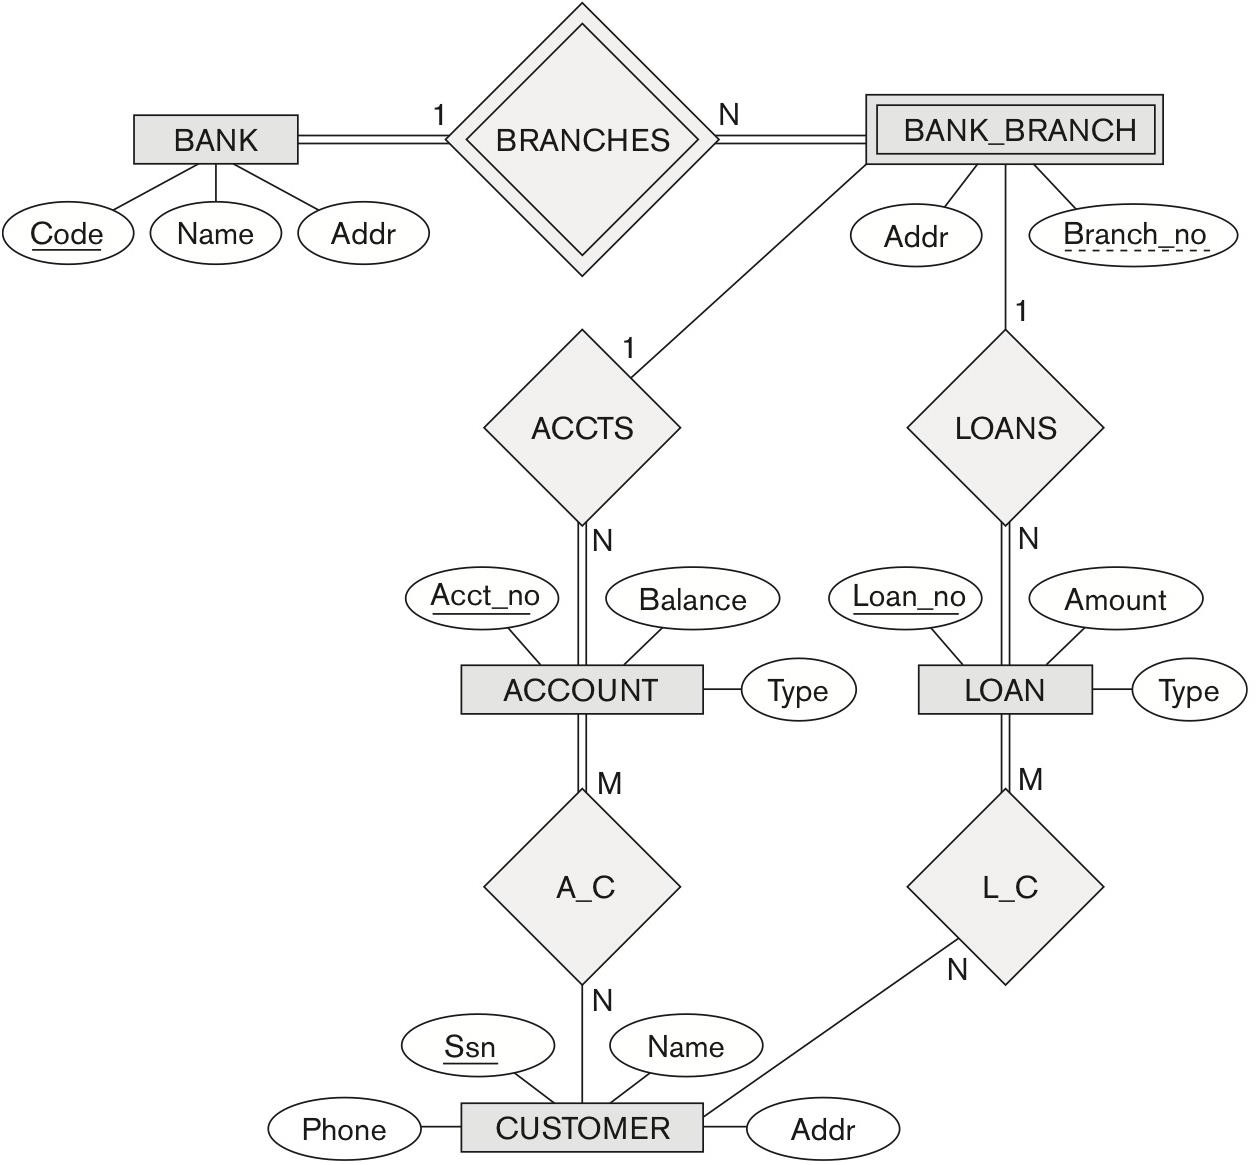 1
N
BANK
BRANCHES
BANK_BRANCH
Code
Name
Addr
Addr
Branch_no
1
1
ACCTS
LOANS
N
N
Acct_no
Balance
Loan_no
Amount
ACCOUNT
Type
LOAN
Type
M
M
A_C
L_C
N
N
Ssn
Name
Phone
CUSTOMER
Addr